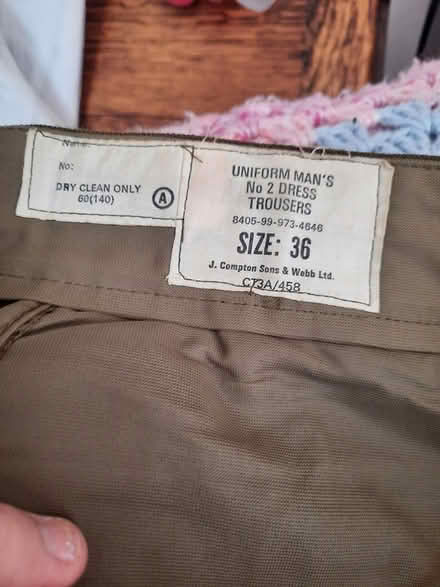 No:
DRY CLEAN ONLY
60(140)
A
UNIFORM MAN'S
No 2 DRESS
TROUSERS
8405-99-973-4646
SIZE: 36
J. Compton Sons & Webb Ltd.
CT3A/458